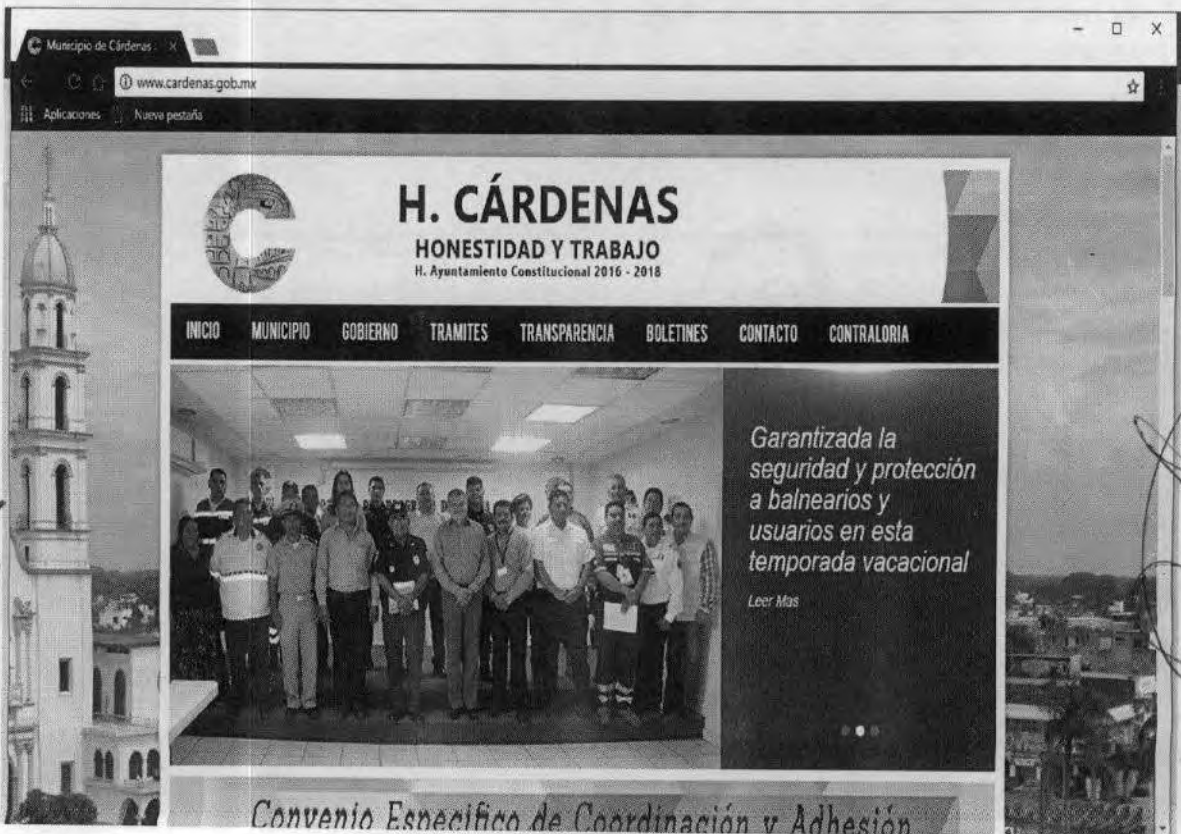 Municipio de Cárdenas
www.cardenas.gob.mx
Aplicaciones
Nueva pestaña
H. CÁRDENAS
HONESTIDAD Y TRABAJO
H. Ayuntamiento Constitucional 2016 - 2018
INICIO MUNICIPIO GOBIERNO TRAMITES TRANSPARENCIA BOLETINES CONTACTO CONTRALORIA
Garantizada la
seguridad y protección
a balnearios y
usuarios en esta
temporada vacacional
Leer Mas
Convenio Específico de Coordinación y Adhesión